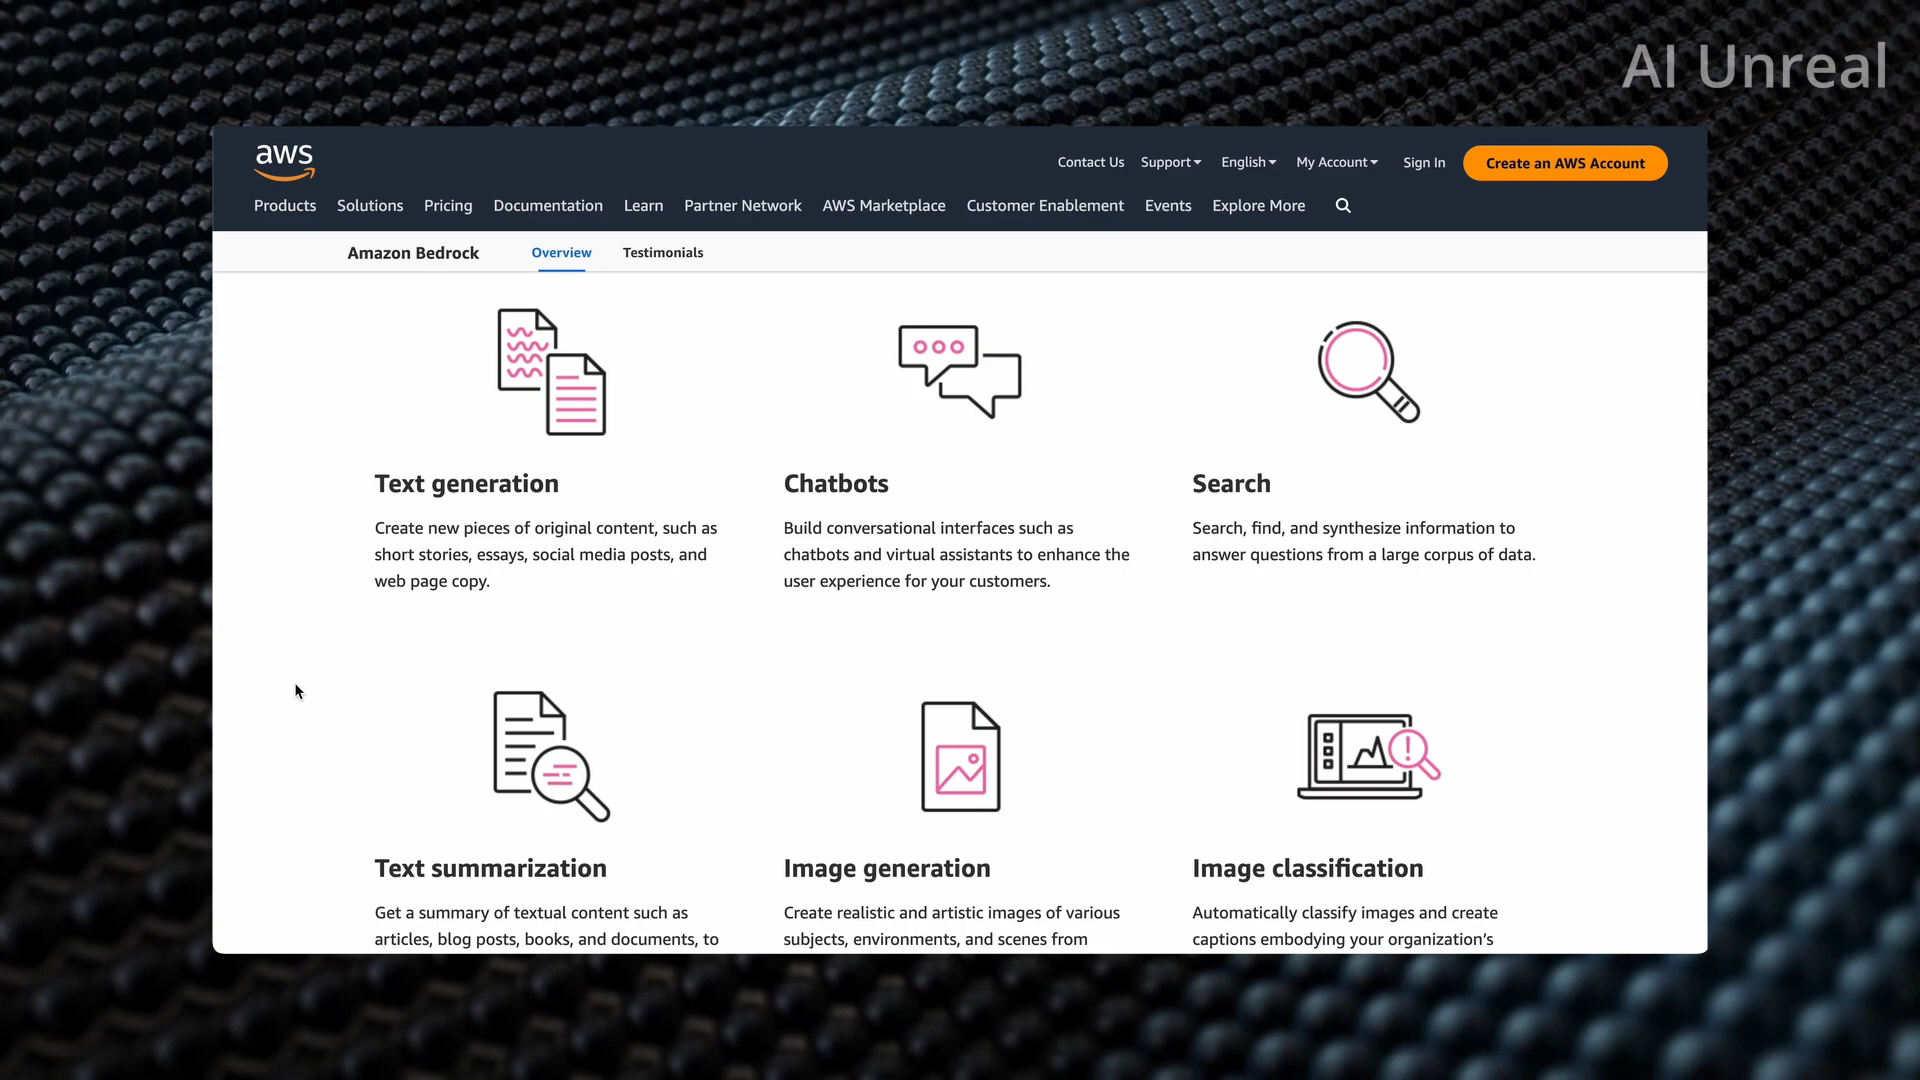 AI Unreal
aws
Contact Us Support English My Account Sign In Create an AWS Account
Products Solutions Pricing Documentation Learn Partner Network AWS Marketplace Customer Enablement Events Explore More
Amazon Bedrock Overview Testimonials
Text generation
Create new pieces of original content, such as
short stories, essays, social media posts, and
web page copy.
Chatbots
Build conversational interfaces such as
chatbots and virtual assistants to enhance the
user experience for your customers.
Search
Search, find, and synthesize information to
answer questions from a large corpus of data.
Text summarization
Get a summary of textual content such as
articles, blog posts, books, and documents, to
Image generation
Create realistic and artistic images of various
subjects, environments, and scenes from
Image classification
Automatically classify images and create
captions embodying your organization’s